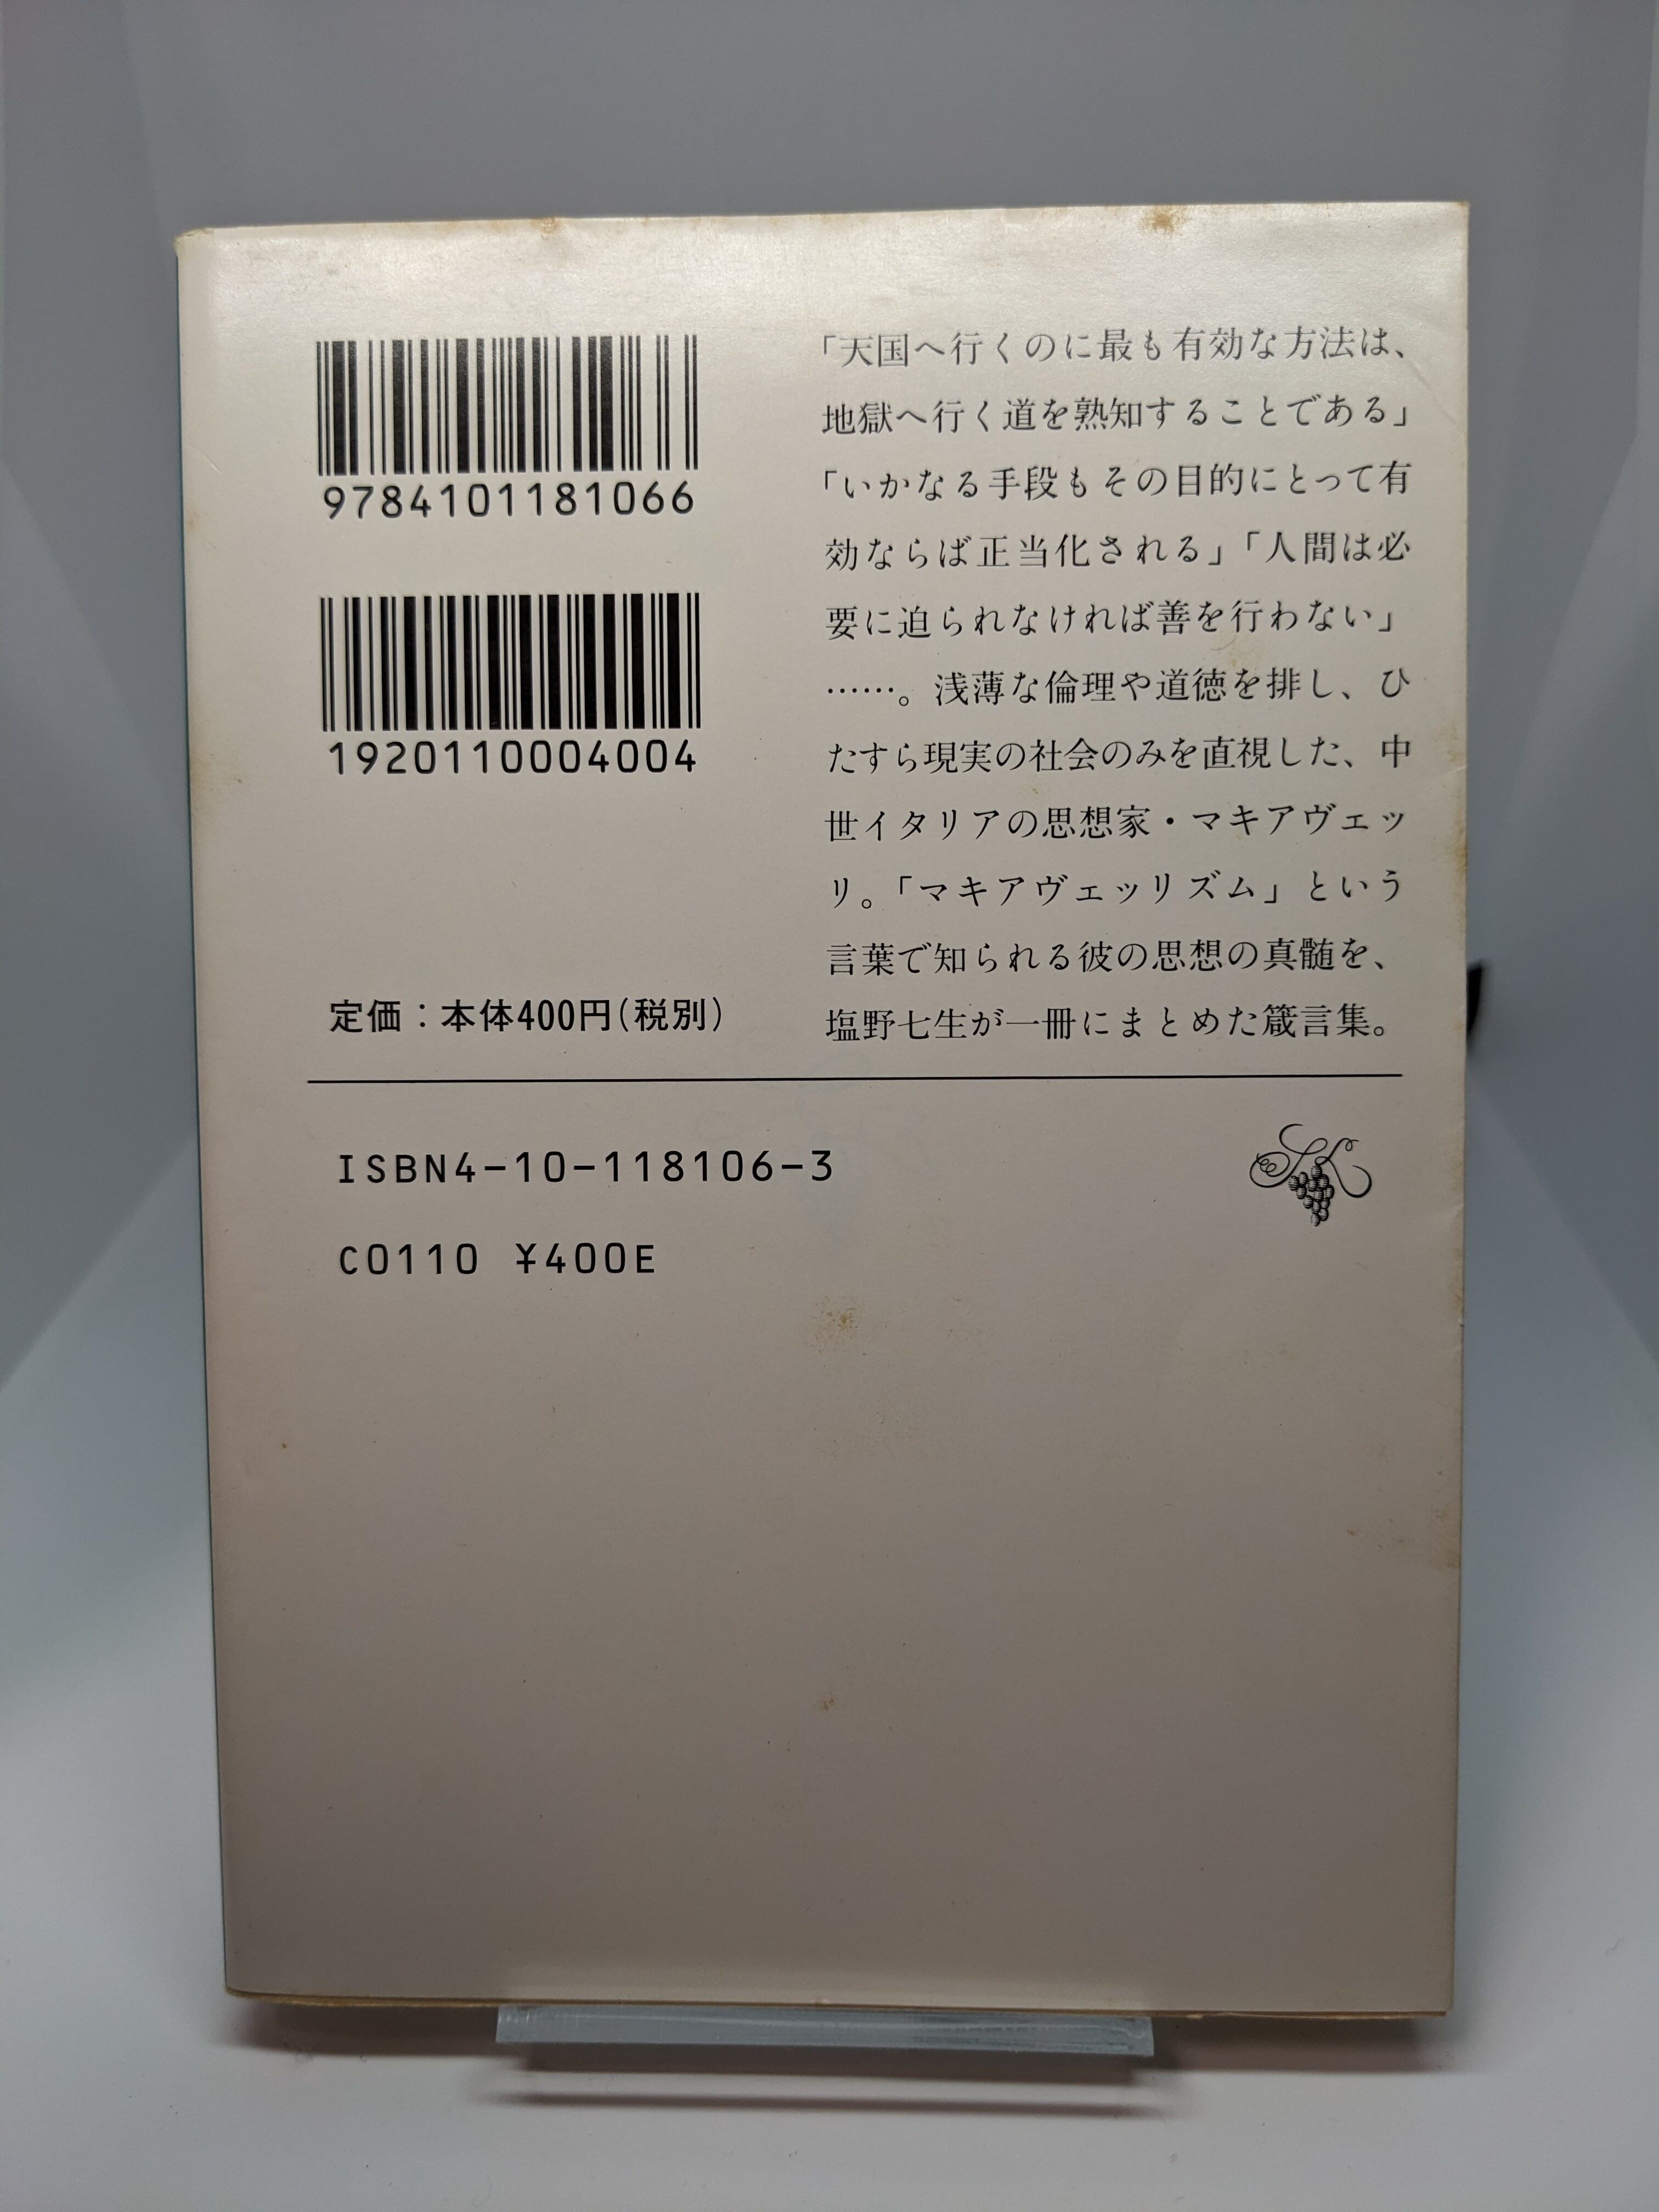 9784101181066
1920110004004
定価：本体400円(税別)
「天国へ行くのに最も有効な方法は、
地獄へ行く道を熟知することである」
「いかなる手段もその目的にとって有
効ならば正当化される」「人間は必
要に迫られなければ善を行わない」
……。浅薄な倫理や道徳を排し、ひ
たすら現実の社会のみを直視した、中
世イタリアの思想家・マキアヴェッ
リ。「マキアヴェッリズム」という
言葉で知られる彼の思想の真髄を、
塩野七生が一冊にまとめた箴言集。
ISBN4-10-118106-3
C0110 ¥400E
SK